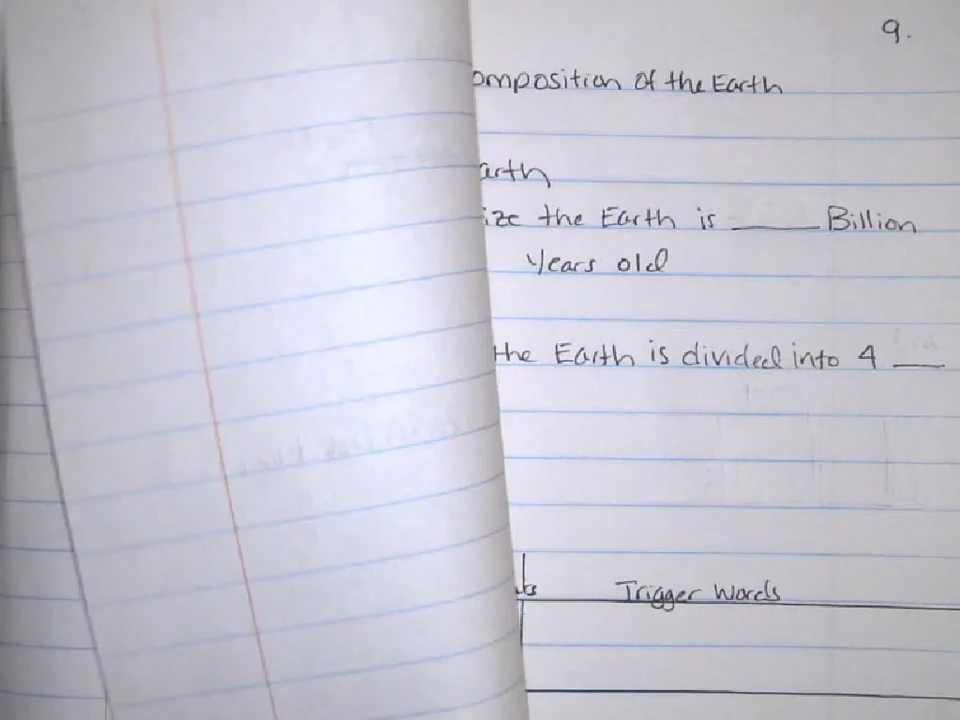 9.
omposition of the Earth
arth
ize the Earth is ____ Billion
years old
the Earth is divided into 4 ___
Trigger Words